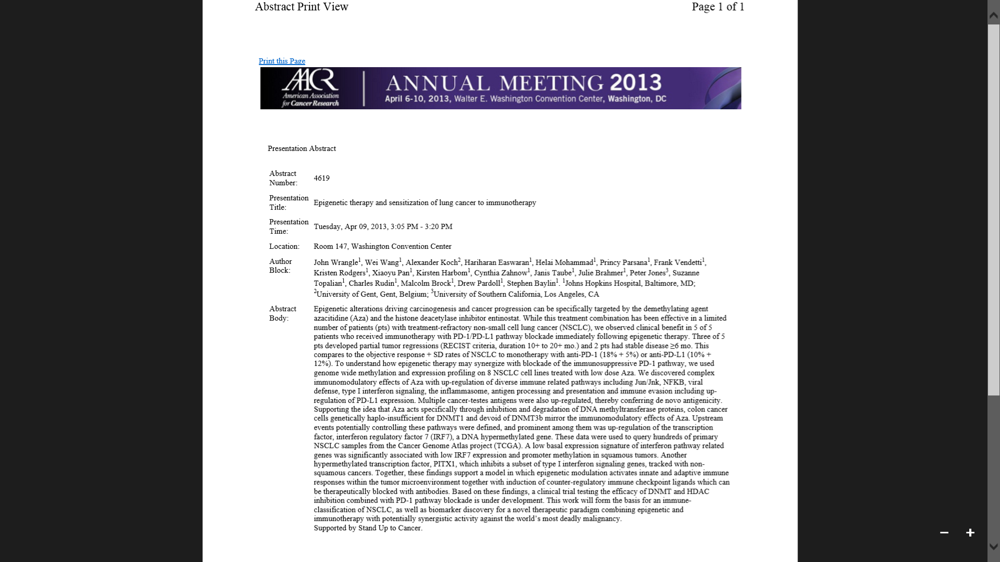 Abstract Print View Page 1 of 1
Print this Page
AACR
American Association
for Cancer Research
ANNUAL MEETING 2013
April 6-10, 2013, Walter E. Washington Convention Center, Washington, DC
Presentation Abstract
Abstract
Number: 4619
Presentation
Title: Epigenetic therapy and sensitization of lung cancer to immunotherapy
Presentation
Time: Tuesday, Apr 09, 2013, 3:05 PM - 3:20 PM
Location: Room 147, Washington Convention Center
Author
Block:
John Wrangle1, Wei Wang1, Alexander Koch2, Hariharan Easwaran1, Helai Mohammad1, Princy Parsana1, Frank Vendetti1,
Kristen Rodgers1, Xiaoyu Pan1, Kirsten Harbom1, Cynthia Zahnow1, Janis Taube1, Julie Brahmer1, Peter Jones3, Suzanne
Topalian1, Charles Rudin1, Malcolm Brock1, Drew Pardoll1, Stephen Baylin1. 1Johns Hopkins Hospital, Baltimore, MD;
2University of Gent, Gent, Belgium; 3University of Southern California, Los Angeles, CA
Abstract
Body:
Epigenetic alterations driving carcinogenesis and cancer progression can be specifically targeted by the demethylating agent
azacitidine (Aza) and the histone deacetylase inhibitor entinostat. While this treatment combination has been effective in a limited
number of patients (pts) with treatment-refractory non-small cell lung cancer (NSCLC), we observed clinical benefit in 5 of 5
patients who received immunotherapy with PD-1/PD-L1 pathway blockade immediately following epigenetic therapy. Three of 5
pts developed partial tumor regressions (RECIST criteria, duration 10+ to 20+ mo.) and 2 pts had stable disease ≥6 mo. This
compares to the objective response + SD rates of NSCLC to monotherapy with anti-PD-1 (18% + 5%) or anti-PD-L1 (10% +
12%). To understand how epigenetic therapy may synergize with blockade of the immunosuppressive PD-1 pathway, we used
genome wide methylation and expression profiling on 8 NSCLC cell lines treated with low dose Aza. We discovered complex
immunomodulatory effects of Aza with up-regulation of diverse immune related pathways including Jun/Jnk, NFKB, viral
defense, type I interferon signaling, the inflammasome, antigen processing and presentation and immune evasion including up-
regulation of PD-L1 expression. Multiple cancer-testes antigens were also up-regulated, thereby conferring de novo antigenicity.
Supporting the idea that Aza acts specifically through inhibition and degradation of DNA methyltransferase proteins, colon cancer
cells genetically haplo-insufficient for DNMT1 and devoid of DNMT3b mirror the immunomodulatory effects of Aza. Upstream
events potentially controlling these pathways were defined, and prominent among them was up-regulation of the transcription
factor, interferon regulatory factor 7 (IRF7), a DNA hypermethylated gene. These data were used to query hundreds of primary
NSCLC samples from the Cancer Genome Atlas project (TCGA). A low basal expression signature of interferon pathway related
genes was significantly associated with low IRF7 expression and promoter methylation in squamous tumors. Another
hypermethylated transcription factor, PITX1, which inhibits a subset of type I interferon signaling genes, tracked with non-
squamous cancers. Together, these findings support a model in which epigenetic modulation activates innate and adaptive immune
responses within the tumor microenvironment together with induction of counter-regulatory immune checkpoint ligands which can
be therapeutically blocked with antibodies. Based on these findings, a clinical trial testing the efficacy of DNMT and HDAC
inhibition combined with PD-1 pathway blockade is under development. This work will form the basis for an immune-
classification of NSCLC, as well as biomarker discovery for a novel therapeutic paradigm combining epigenetic and
immunotherapy with potentially synergistic activity against the world’s most deadly malignancy.
Supported by Stand Up to Cancer.